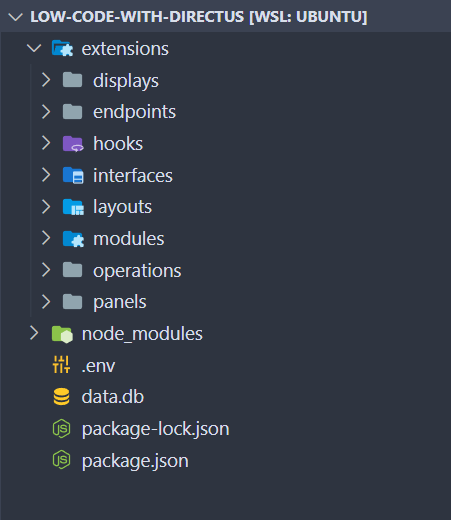 LOW-CODE-WITH-DIRECTUS [WSL: UBUNTU]
extensions
displays
endpoints
hooks
interfaces
layouts
modules
operations
panels
node_modules
.env
data.db
package-lock.json
package.json